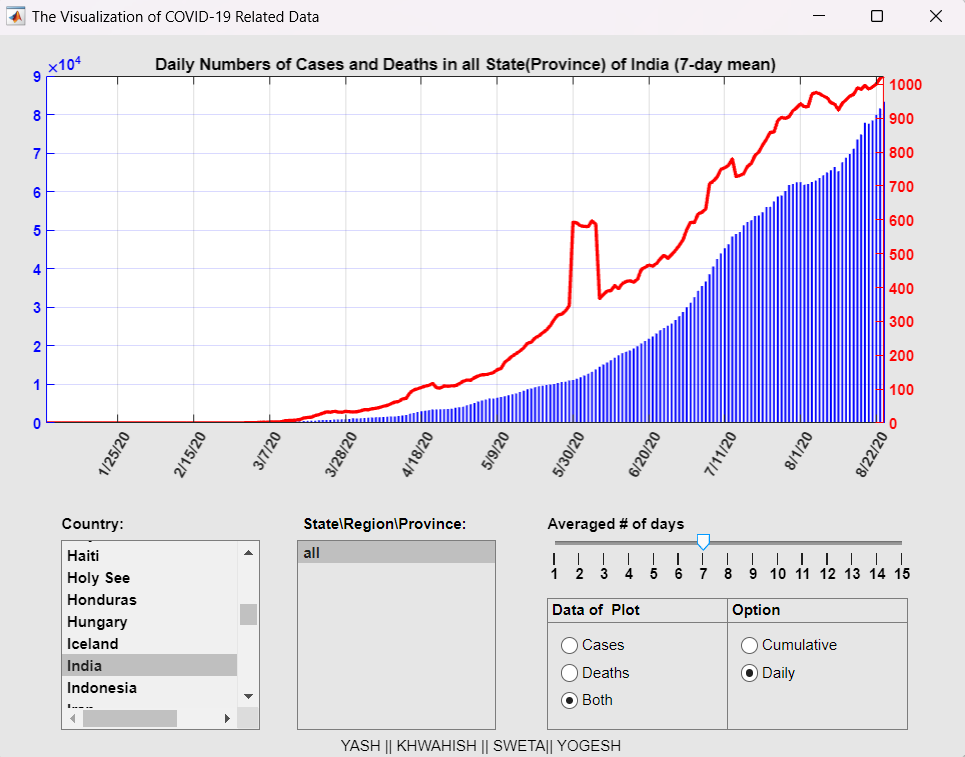 The Visualization of COVID-19 Related Data
×10^4
Daily Numbers of Cases and Deaths in all State(Province) of India (7-day mean)
9
8
7
6
5
4
3
2
1
0
1000
900
800
700
600
500
400
300
200
100
0
1/25/20 2/15/20 3/7/20 3/28/20 4/18/20 5/9/20 5/30/20 6/20/20 7/11/20 8/1/20 8/22/20
Country:
Haiti
Holy See
Honduras
Hungary
Iceland
India
Indonesia
State\Region\Province:
all
Averaged # of days
1 2 3 4 5 6 7 8 9 10 11 12 13 14 15
Data of Plot
Cases
Deaths
Both
Option
Cumulative
Daily
YASH || KHWAHISH || SWETA|| YOGESH